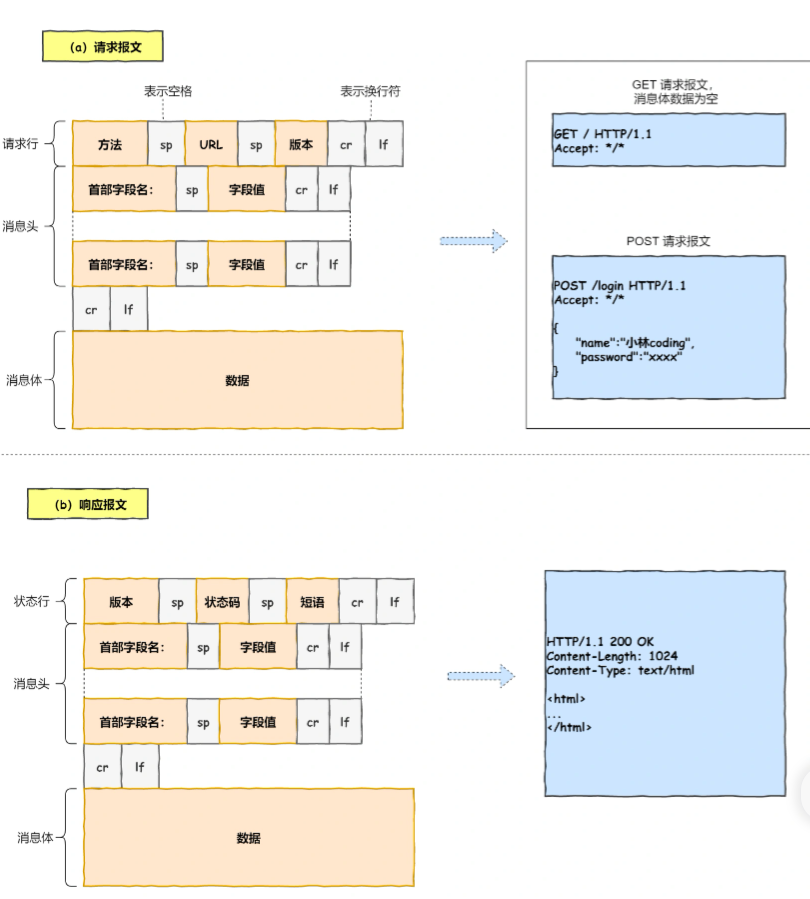 (a) 请求报文
表示空格
表示换行符
请求行
方法 sp URL sp 版本 cr lf
消息头
首部字段名： sp 字段值 cr lf
首部字段名： sp 字段值 cr lf
cr lf
消息体
数据
GET 请求报文，
消息体数据为空
GET / HTTP/1.1
Accept: */*
POST 请求报文
POST /login HTTP/1.1
Accept: */*
{
"name":"小林coding",
"password":"xxxx"
}
(b) 响应报文
状态行
版本 sp 状态码 sp 短语 cr lf
消息头
首部字段名： sp 字段值 cr lf
首部字段名： sp 字段值 cr lf
cr lf
消息体
数据
HTTP/1.1 200 OK
Content-Length: 1024
Content-Type: text/html
<html>
...
</html>